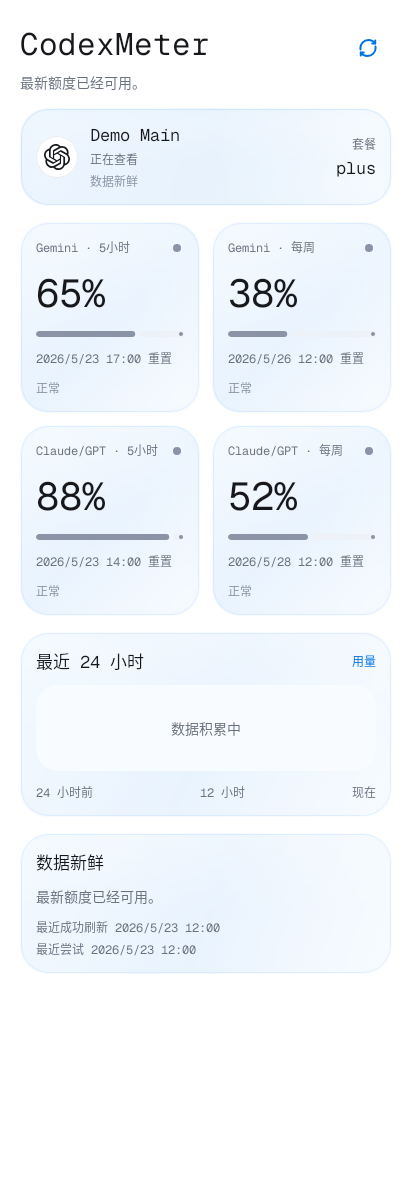 CodexMeter
最新额度已经可用。
Demo Main
正在查看
数据新鲜
套餐
plus
Gemini · 5小时
65%
2026/5/23 17:00 重置
正常
Gemini · 每周
38%
2026/5/26 12:00 重置
正常
Claude/GPT · 5小时
88%
2026/5/23 14:00 重置
正常
Claude/GPT · 每周
52%
2026/5/28 12:00 重置
正常
最近 24 小时
用量
数据积累中
24 小时前
12 小时
现在
数据新鲜
最新额度已经可用。
最近成功刷新 2026/5/23 12:00
最近尝试 2026/5/23 12:00